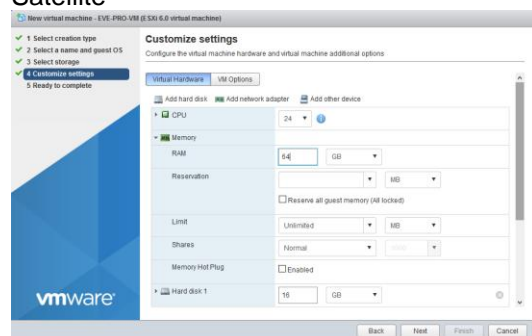 Satellite
New virtual machine - EVE-PRO-VM (ESXi 6.0 virtual machine)
1 Select creation type
2 Select a name and guest OS
3 Select storage
4 Customize settings
5 Ready to complete
Customize settings
Configure the virtual machine hardware and virtual machine additional options
Virtual Hardware VM Options
Add hard disk Add network adapter Add other device
CPU 24
Memory
RAM 64 GB
Reservation MB
Reserve all guest memory (All locked)
Limit Unlimited MB
Shares Normal
Memory Hot Plug Enabled
Hard disk 1 16 GB
vmware
Back Next Finish Cancel